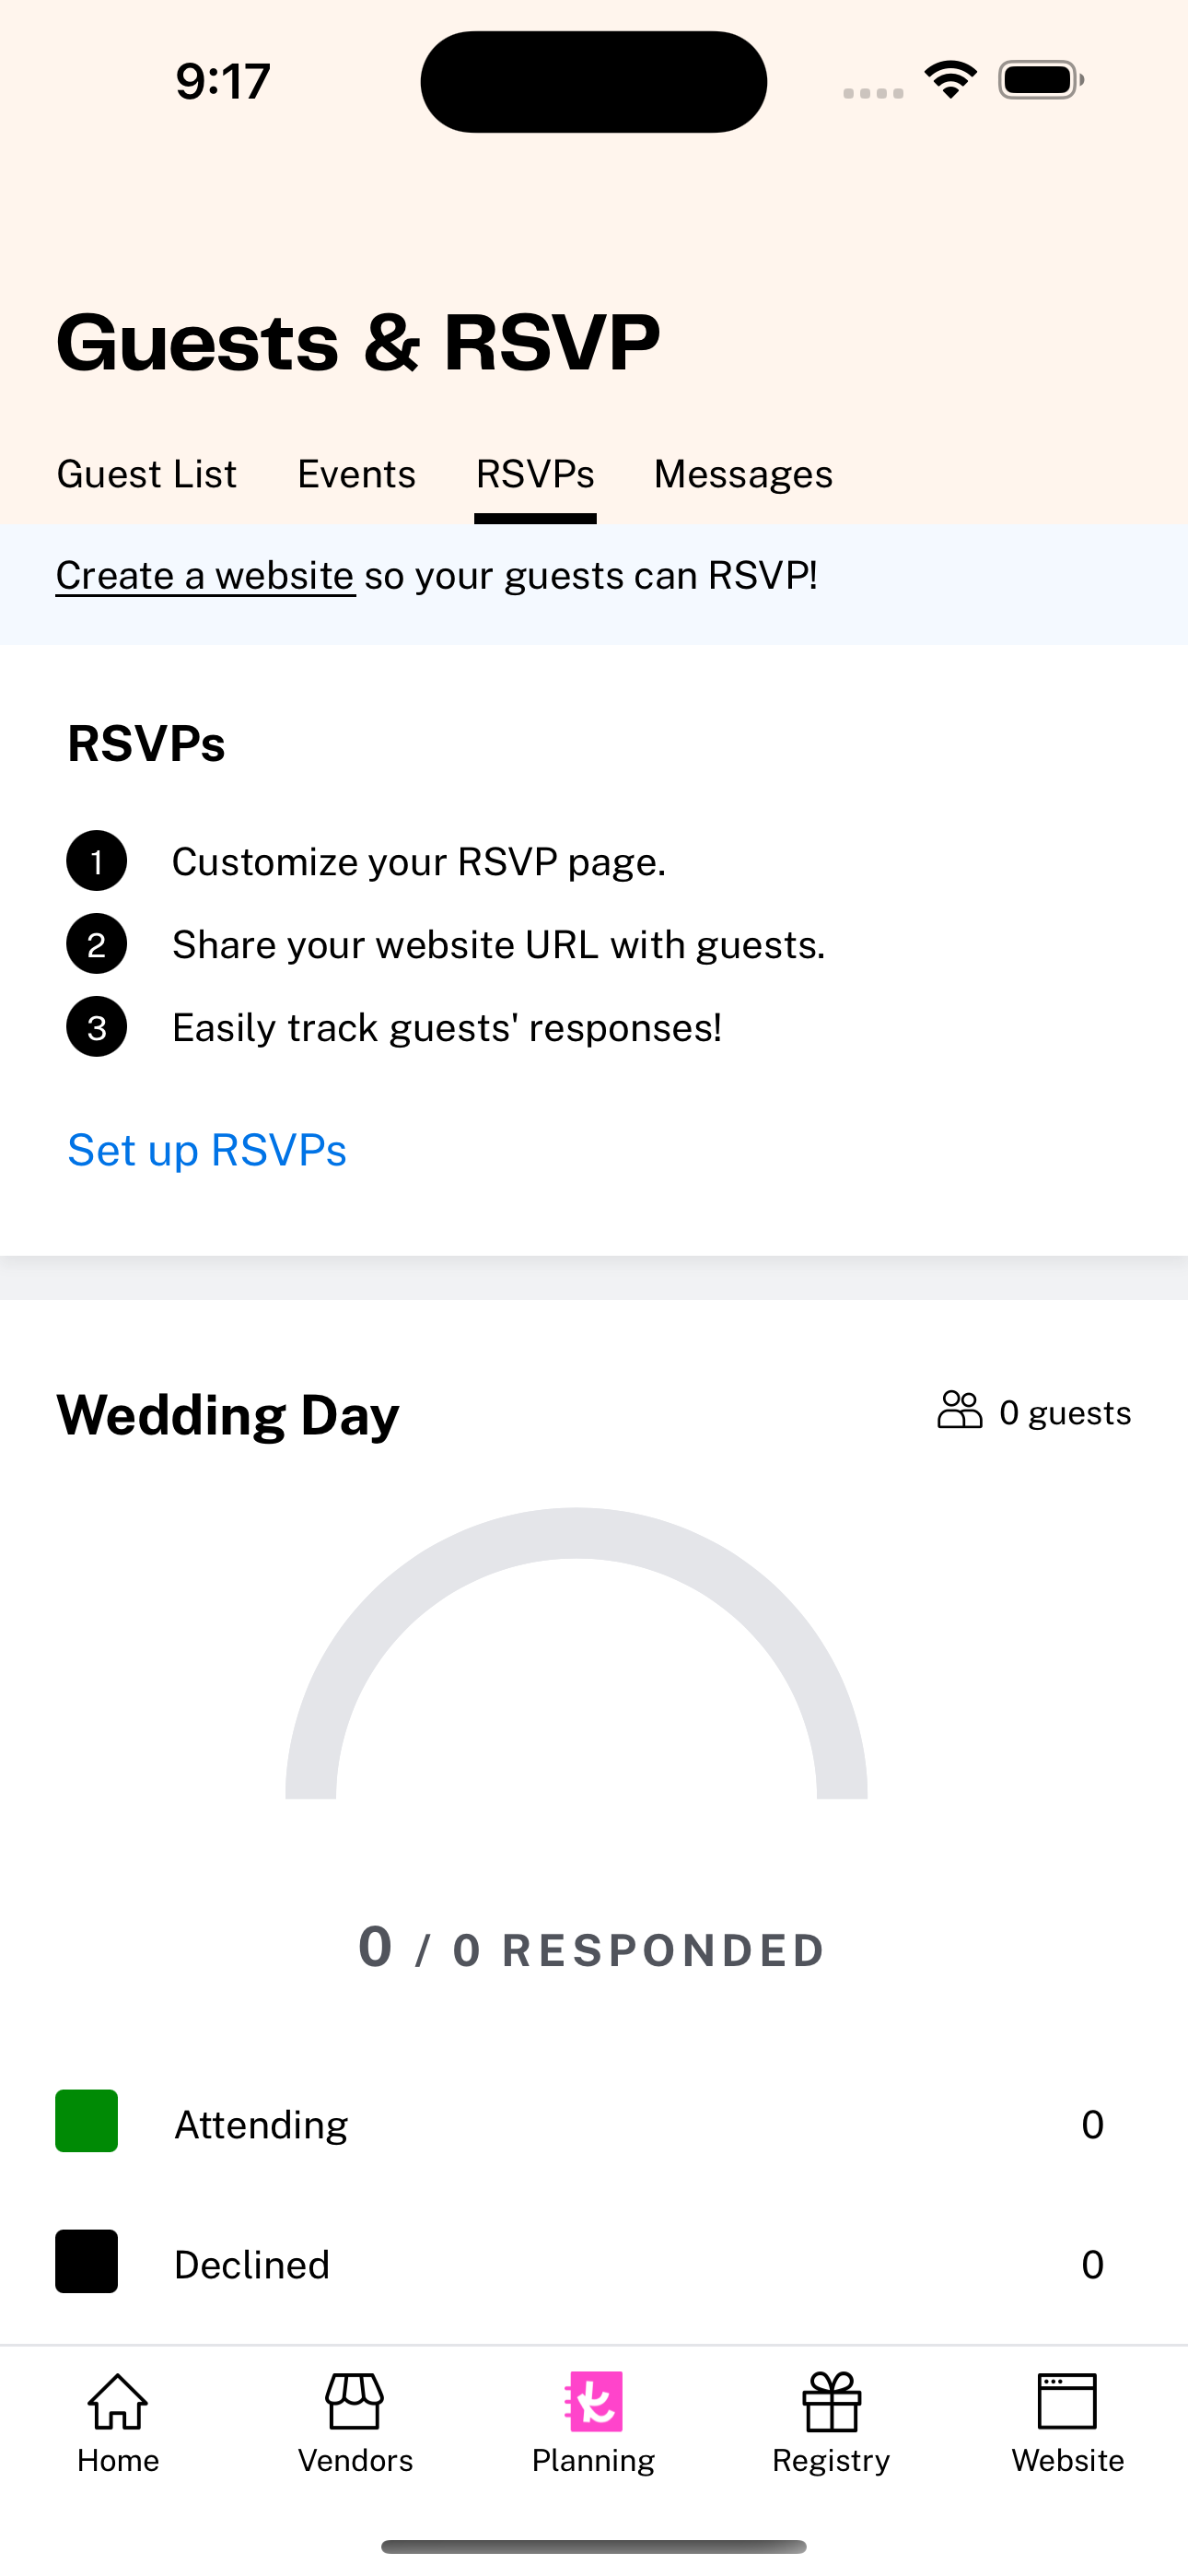 9:17
Guests & RSVP
Guest List Events RSVPs Messages
Create a website so your guests can RSVP!
RSVPs
1 Customize your RSVP page.
2 Share your website URL with guests.
3 Easily track guests' responses!
Set up RSVPs
Wedding Day 0 guests
0 / 0 RESPONDED
Attending 0
Declined 0
Home Vendors Planning Registry Website